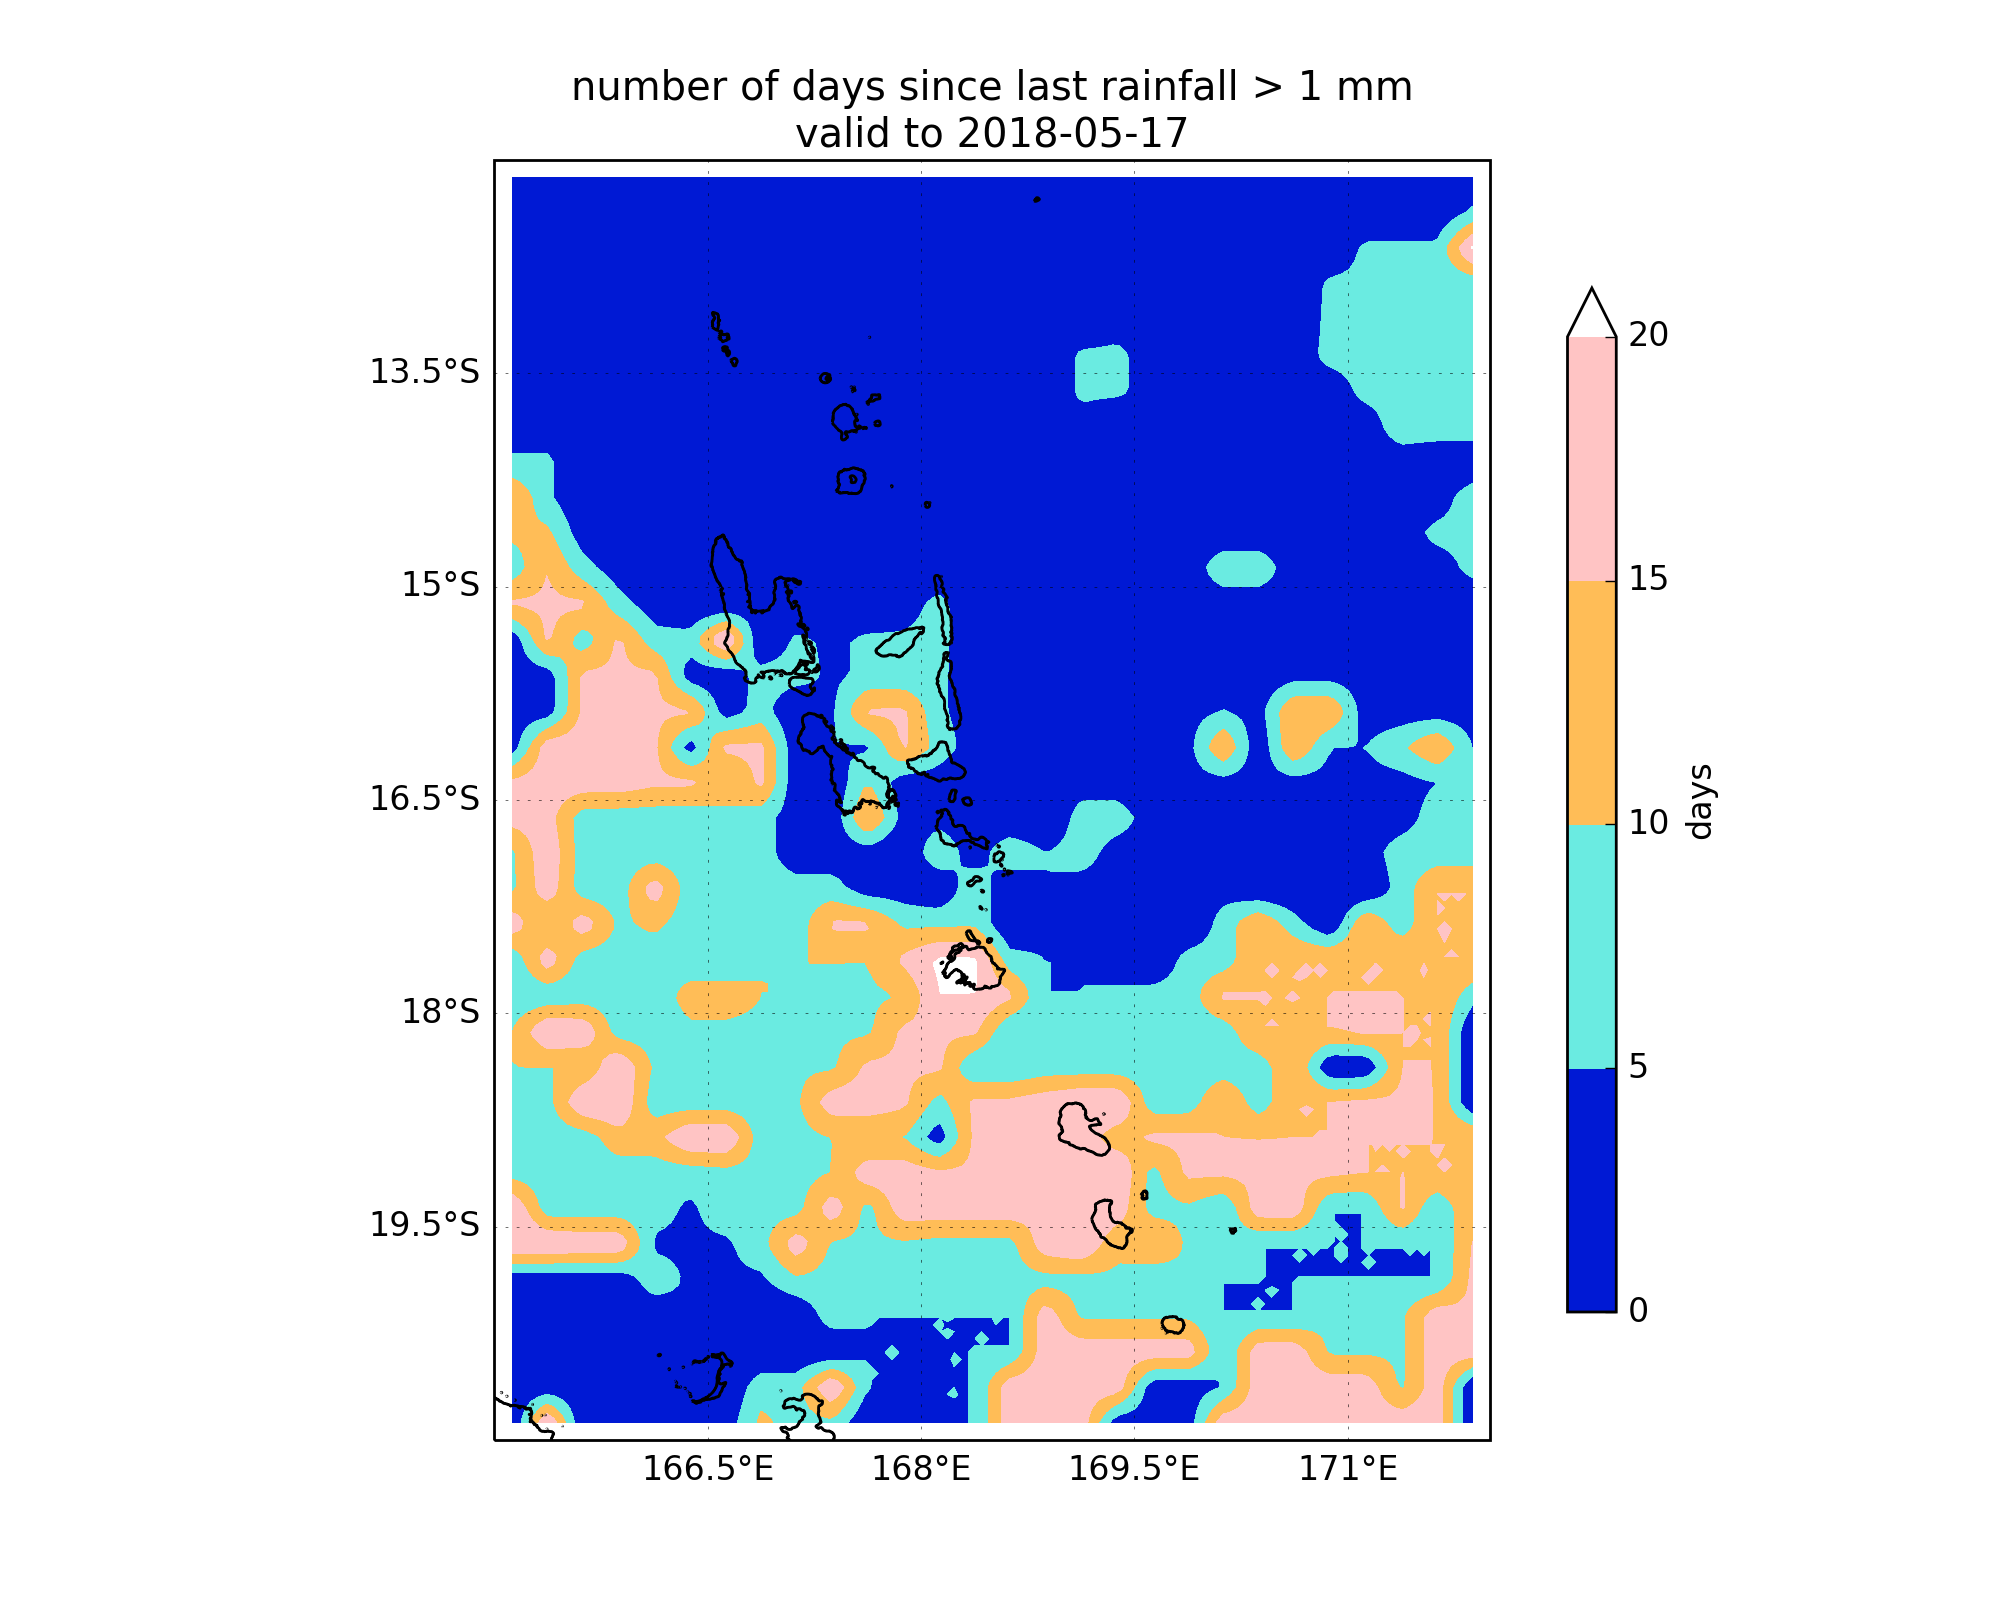 number of days since last rainfall > 1 mm
valid to 2018-05-17
13.5°S
15°S
16.5°S
18°S
19.5°S
166.5°E
168°E
169.5°E
171°E
20
15
10
5
0
days